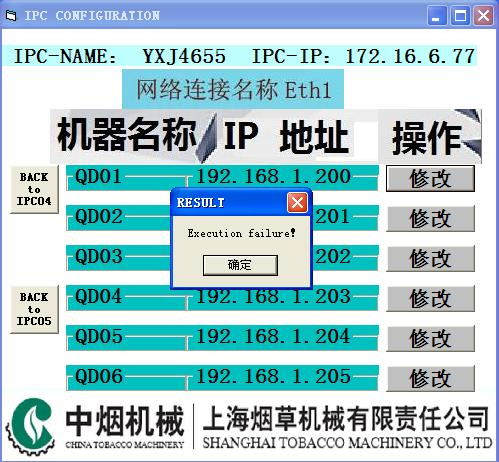 IPC CONFIGURATION
IPC-NAME: YXJ4655 IPC-IP: 172.16.6.77
网络连接名称 Eth1
机器名称 IP 地址 操作
BACK
to
IPC04
QD01 192.168.1.200 修改
QD02 201 修改
RESULT
Execution failure!
确定
QD03 202 修改
QD04 192.168.1.203 修改
BACK
to
IPC05
QD05 192.168.1.204 修改
QD06 192.168.1.205 修改
中烟机械 上海烟草机械有限责任公司
CHINA TOBACCO MACHINERY SHANGHAI TOBACCO MACHINERY CO., LTD